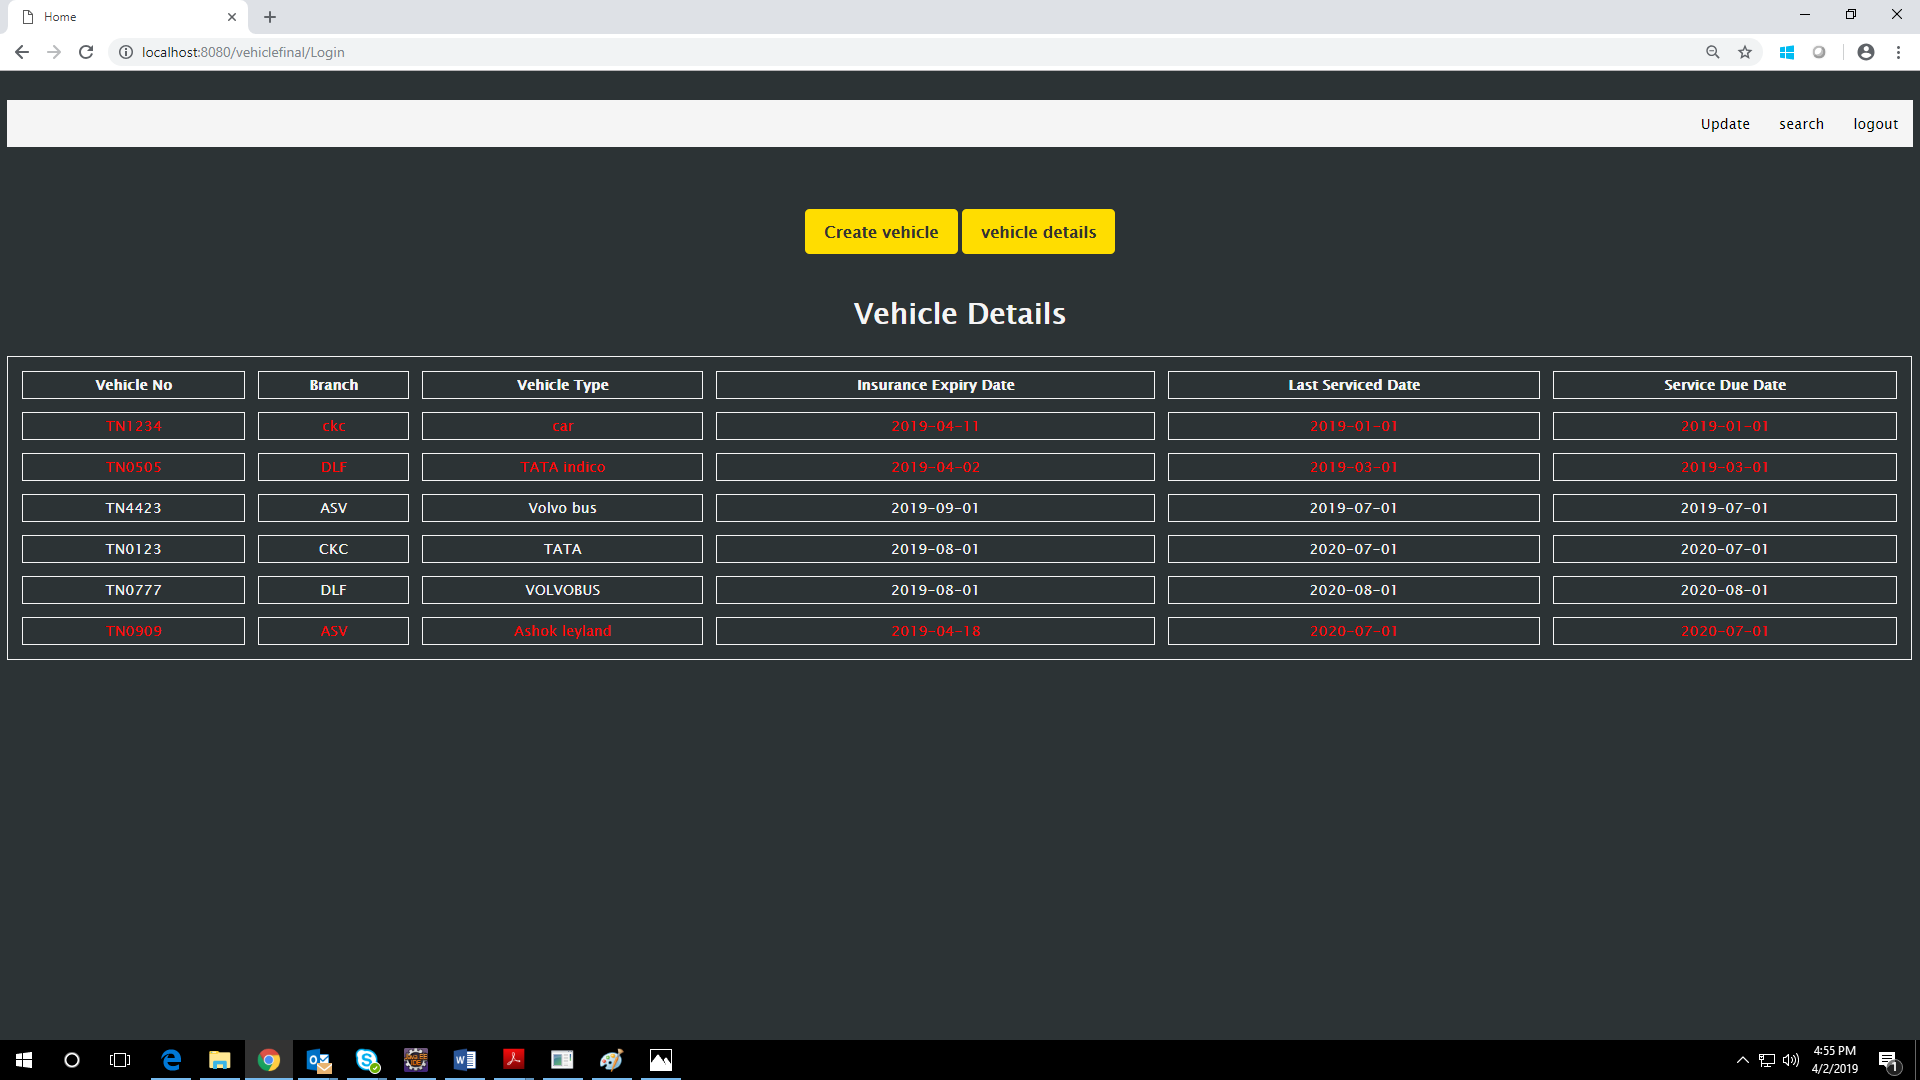 Home
localhost:8080/vehiclefinal/Login
Update search logout
Create vehicle vehicle details
Vehicle Details
Vehicle No Branch Vehicle Type Insurance Expiry Date Last Serviced Date Service Due Date
TN1234 ckc car 2019-04-11 2019-01-01 2019-01-01
TN0505 DLF TATA indico 2019-04-02 2019-03-01 2019-03-01
TN4423 ASV Volvo bus 2019-09-01 2019-07-01 2019-07-01
TN0123 CKC TATA 2019-08-01 2020-07-01 2020-07-01
TN0777 DLF VOLVOBUS 2019-08-01 2020-08-01 2020-08-01
TN0909 ASV Ashok leyland 2019-04-18 2020-07-01 2020-07-01
4:55 PM
4/2/2019
1